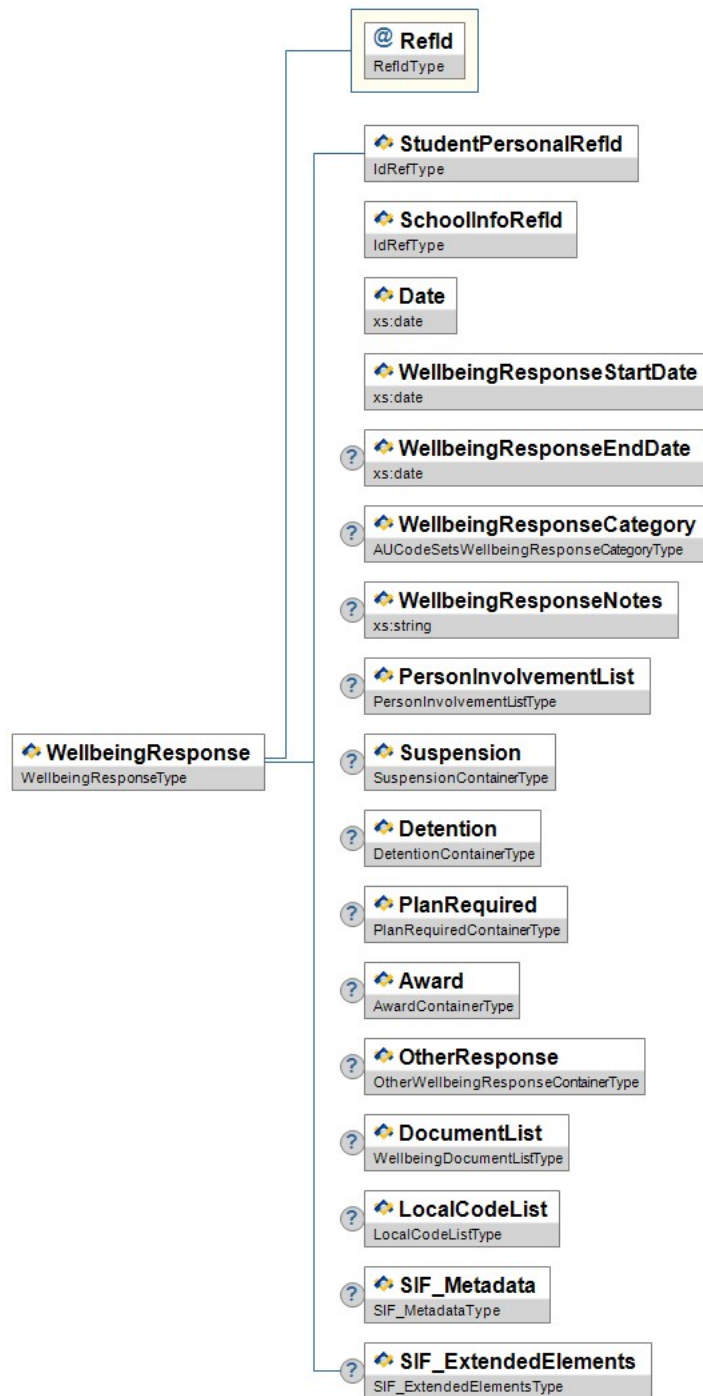 @ RefId
RefIdType
StudentPersonalRefId
IdRefType
SchoolInfoRefId
IdRefType
Date
xs:date
WellbeingResponseStartDate
xs:date
? WellbeingResponseEndDate
xs:date
? WellbeingResponseCategory
AUCodeSetsWellbeingResponseCategoryType
? WellbeingResponseNotes
xs:string
? PersonInvolvementList
PersonInvolvementListType
WellbeingResponse
WellbeingResponseType
? Suspension
SuspensionContainerType
? Detention
DetentionContainerType
? PlanRequired
PlanRequiredContainerType
? Award
AwardContainerType
? OtherResponse
OtherWellbeingResponseContainerType
? DocumentList
WellbeingDocumentListType
? LocalCodeList
LocalCodeListType
? SIF_Metadata
SIF_MetadataType
? SIF_ExtendedElements
SIF_ExtendedElementsType